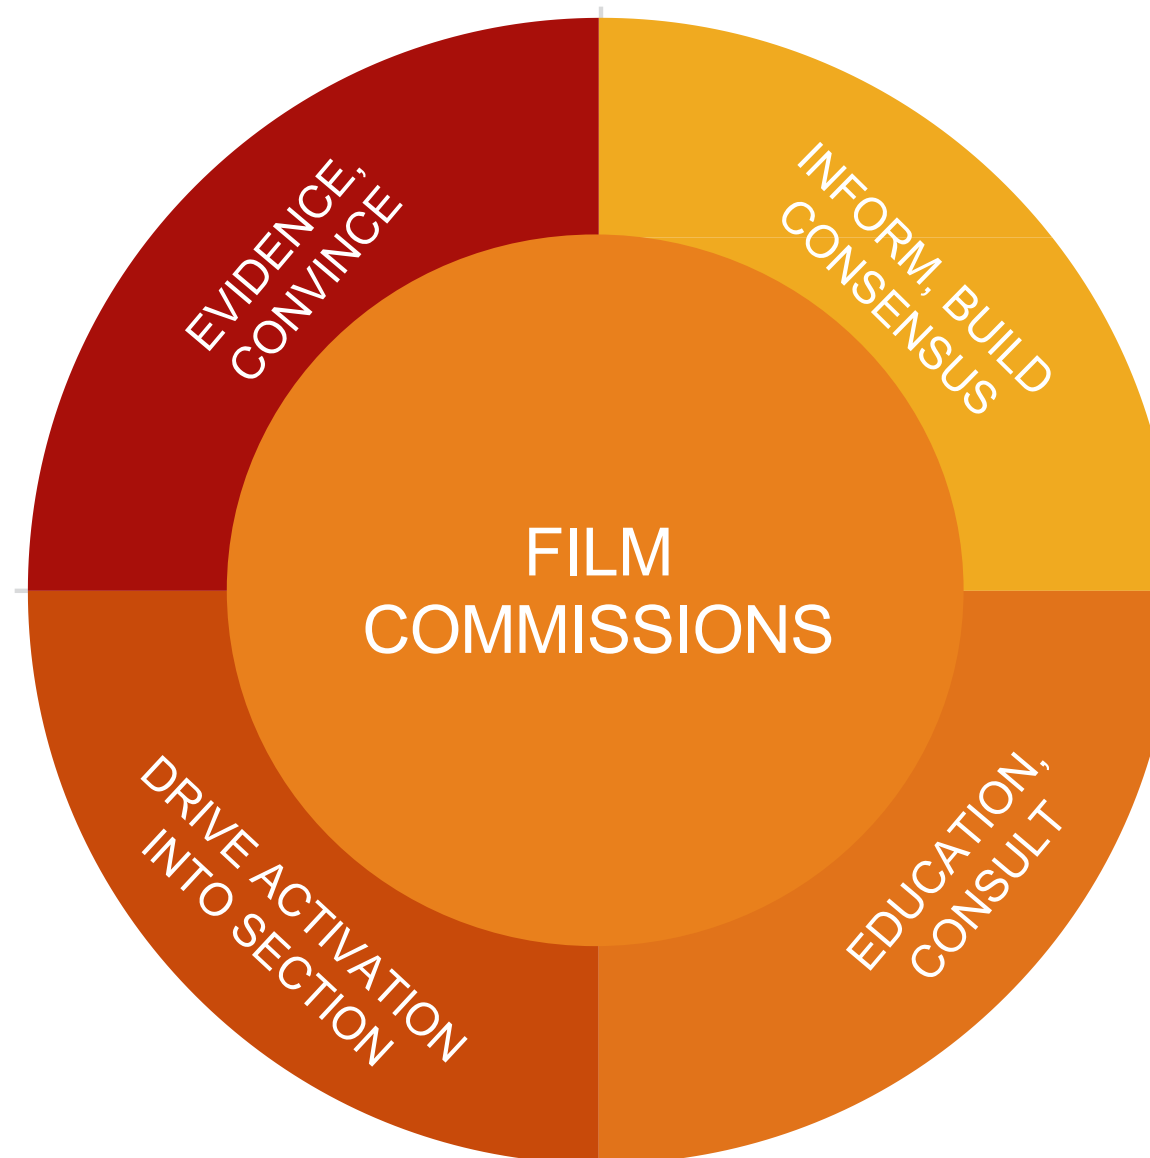 EVIDENCE,
CONVINCE
INFORM, BUILD
CONSENSUS
FILM
COMMISSIONS
DRIVE ACTIVATION
INTO SECTION
EDUCATION,
CONSULT